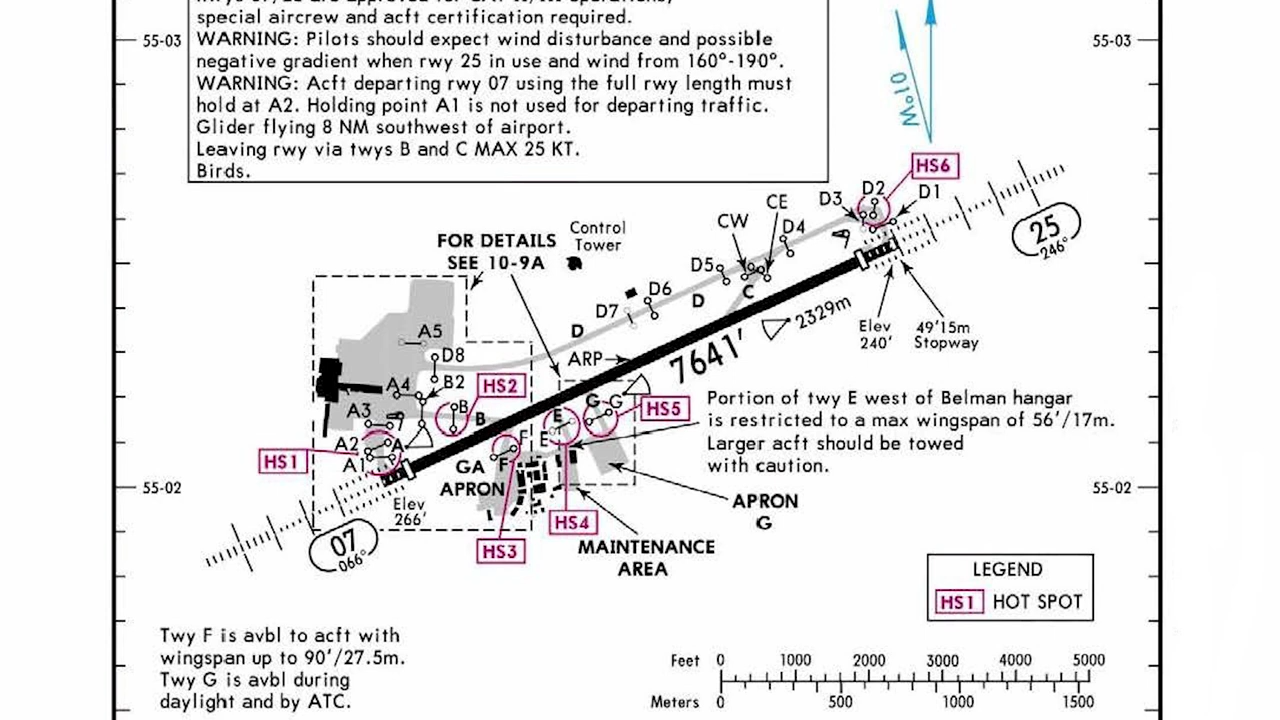 special aircrew and acft certification required.
WARNING: Pilots should expect wind disturbance and possible
negative gradient when rwy 25 in use and wind from 160°-190°.
WARNING: Acft departing rwy 07 using the full rwy length must
hold at A2. Holding point A1 is not used for departing traffic.
Glider flying 8 NM southwest of airport.
Leaving rwy via twys B and C MAX 25 KT.
Birds.
55-03
55-03
01°W
HS6
D3
D2
D1
CE
CW
D4
25
246°
FOR DETAILS
SEE 10-9A
Control
Tower
D5
D6
D
C
D7
D
2329m
7641'
Elev
240'
49'15m
Stopway
A5
D8
ARP
A4
B2
HS2
A3
B
B
E
G
G
HS5
Portion of twy E west of Belman hangar
is restricted to a max wingspan of 56'/17m.
Larger acft should be towed
with caution.
A2
A
F
E
HS1
A1
GA
APRON
F
55-02
55-02
Elev
266'
APRON
G
HS4
07
066°
HS3
MAINTENANCE
AREA
LEGEND
HS1 HOT SPOT
Twy F is avbl to acft with
wingspan up to 90'/27.5m.
Twy G is avbl during
daylight and by ATC.
Feet 0 1000 2000 3000 4000 5000
Meters 0 500 1000 1500